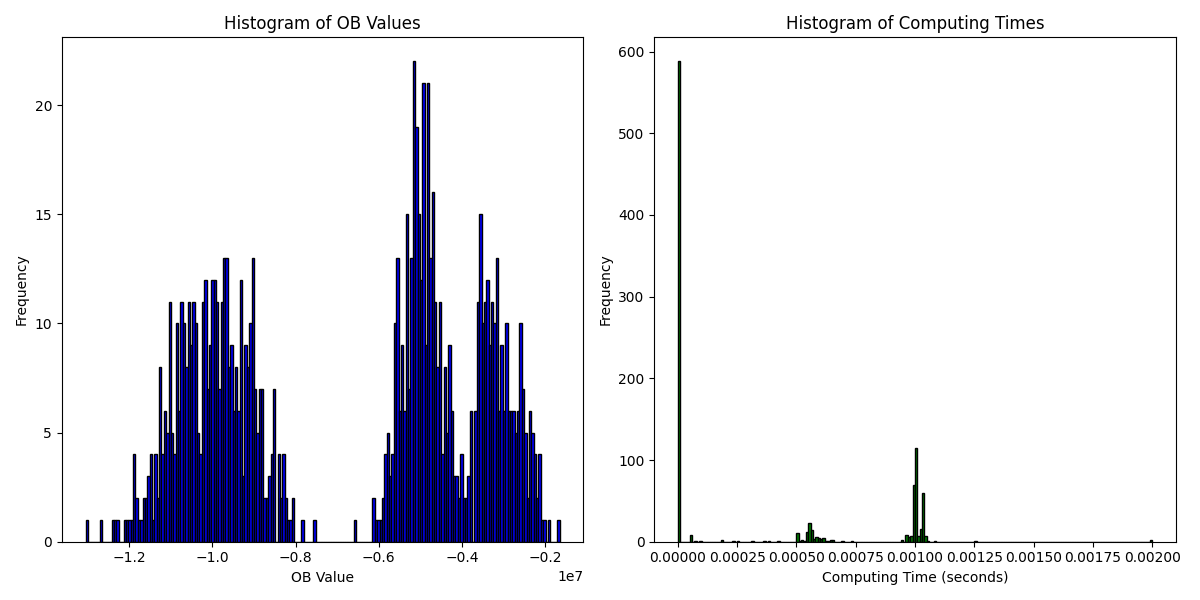 Histogram of OB Values
Frequency
20
15
10
5
0
−1.2 −1.0 −0.8 −0.6 −0.4 −0.2
1e7
OB Value
Histogram of Computing Times
Frequency
600
500
400
300
200
100
0
0.00000 0.00025 0.00050 0.00075 0.00100 0.00125 0.00150 0.00175 0.00200
Computing Time (seconds)